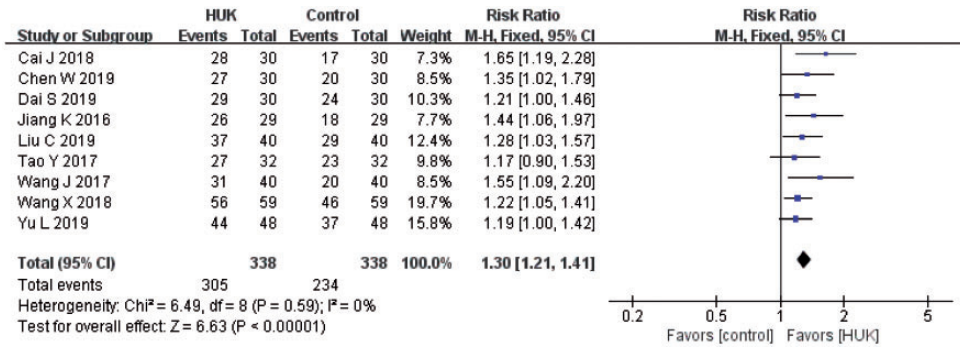 HUK Control Risk Ratio Risk Ratio
Study or Subgroup Events Total Events Total Weight M-H, Fixed, 95% CI M-H, Fixed, 95% CI
Cai J 2018 28 30 17 30 7.3% 1.65 [1.19, 2.28]
Chen W 2019 27 30 20 30 8.5% 1.35 [1.02, 1.79]
Dai S 2019 29 30 24 30 10.3% 1.21 [1.00, 1.46]
Jiang K 2016 26 29 18 29 7.7% 1.44 [1.06, 1.97]
Liu C 2019 37 40 29 40 12.4% 1.28 [1.03, 1.57]
Tao Y 2017 27 32 23 32 9.8% 1.17 [0.90, 1.53]
Wang J 2017 31 40 20 40 8.5% 1.55 [1.09, 2.20]
Wang X 2018 56 59 46 59 19.7% 1.22 [1.05, 1.41]
Yu L 2019 44 48 37 48 15.8% 1.19 [1.00, 1.42]
Total (95% CI) 338 338 100.0% 1.30 [1.21, 1.41]
Total events 305 234
Heterogeneity: Chi² = 6.49, df = 8 (P = 0.59); I² = 0%
Test for overall effect: Z = 6.63 (P < 0.00001)
0.2 0.5 1 2 5
Favors [control] Favors [HUK]